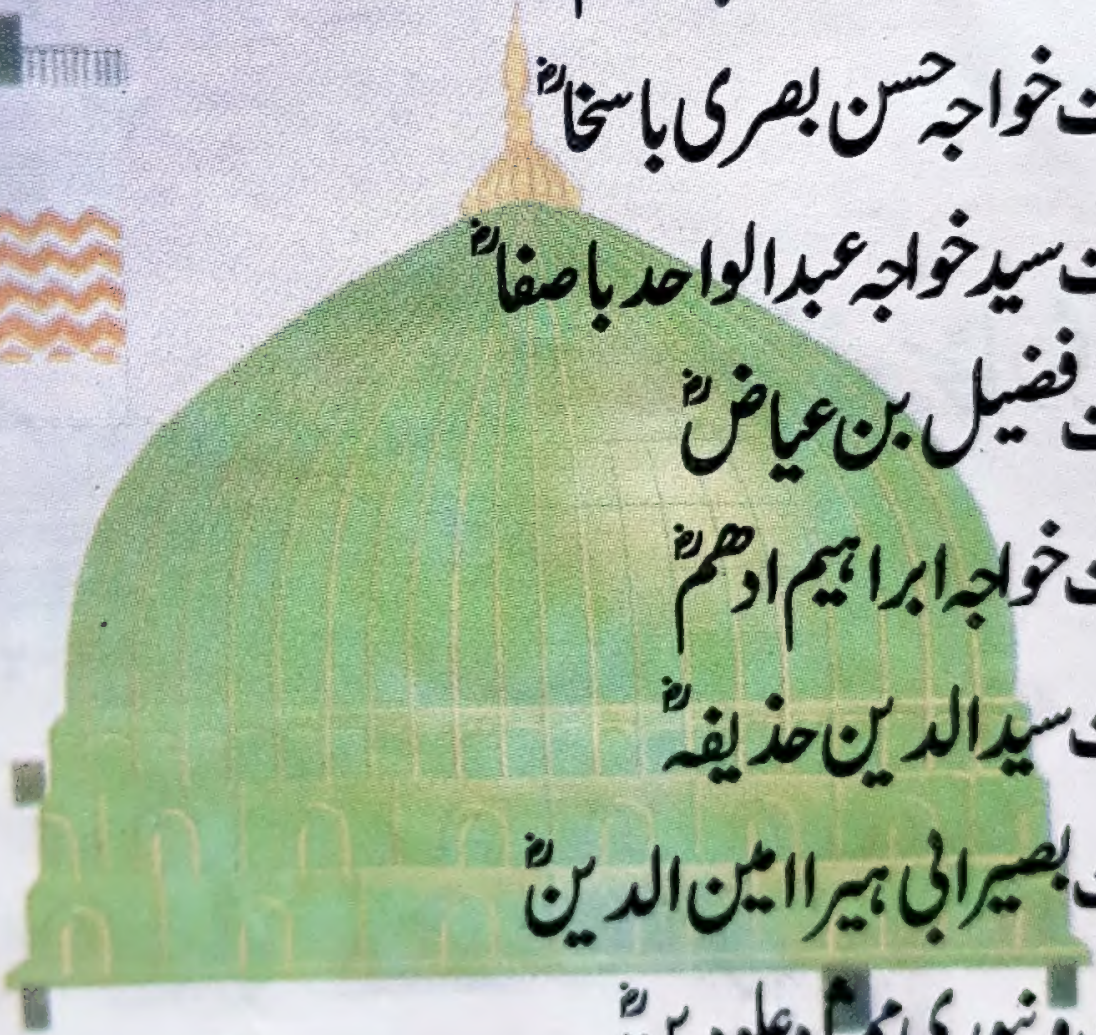 خواجہ حسن بصری باسخاؓ
سید خواجہ عبدالواحد باصفاؓ
فضیل بن عیاضؓ
خواجہ ابراہیم ادھمؓ
سید الدین حذیفہؓ
بصیرابی ہیرا امین الدینؓ